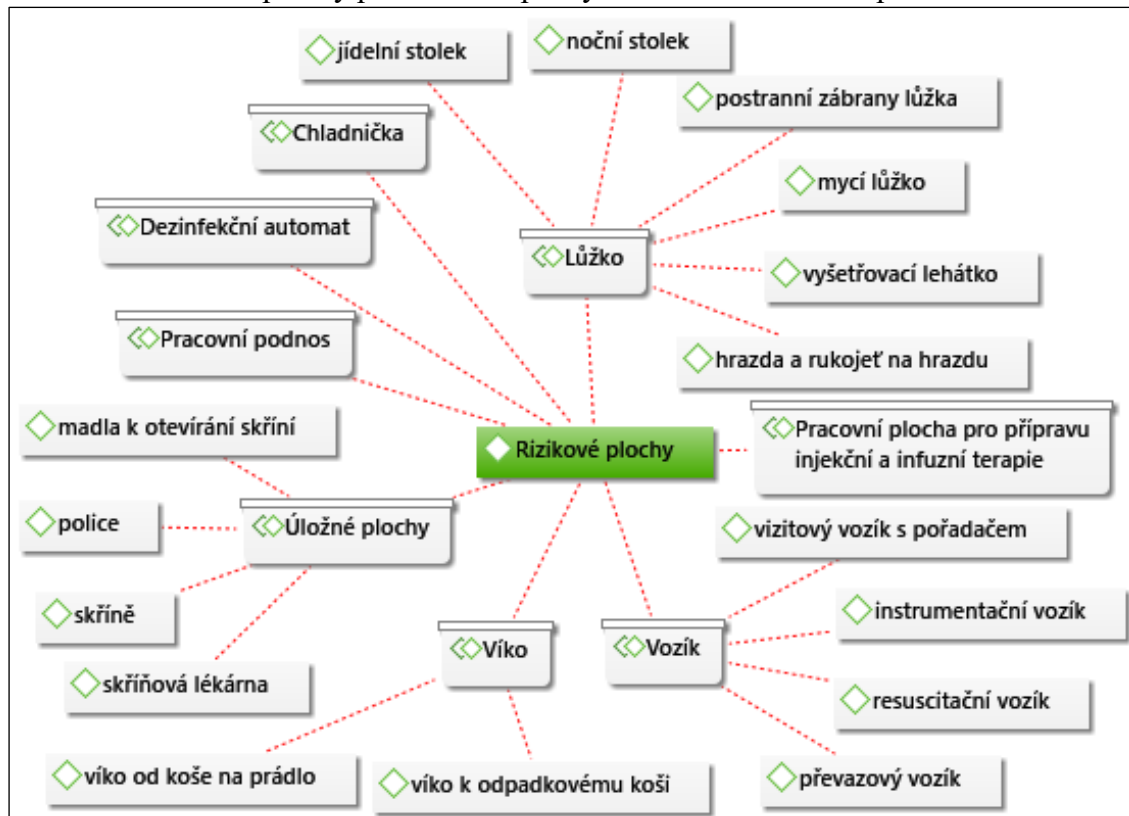 jídelní stolek
noční stolek
postranní zábrany lůžka
Chladnička
mycí lůžko
Dezinfekční automat
Lůžko
vyšetřovací lehátko
Pracovní podnos
hrazda a rukojeť na hrazdu
madla k otevírání skříní
Rizikové plochy
Pracovní plocha pro přípravu
injekční a infuzní terapie
police
Úložné plochy
vizitový vozík s pořadačem
skříně
instrumentační vozík
Víko
Vozík
skříňová lékárna
resuscitační vozík
víko od koše na prádlo
víko k odpadkovému koši
převazový vozík